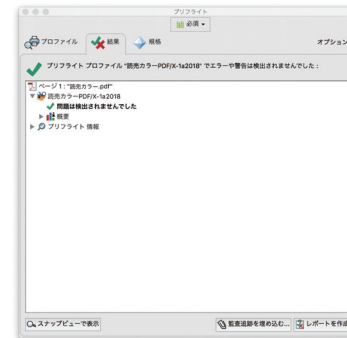 プリフライト
必須
プロファイル
結果
規格
オプション
プリフライト プロファイル "読売カラーPDF/X-1a2018" でエラーや警告は検出されませんでした：
ページ 1："読売カラー.pdf"
読売カラーPDF/X-1a2018
問題は検出されませんでした
概要
プリフライト 情報
スナップビューで表示
監査追跡を埋め込む...
レポートを作成